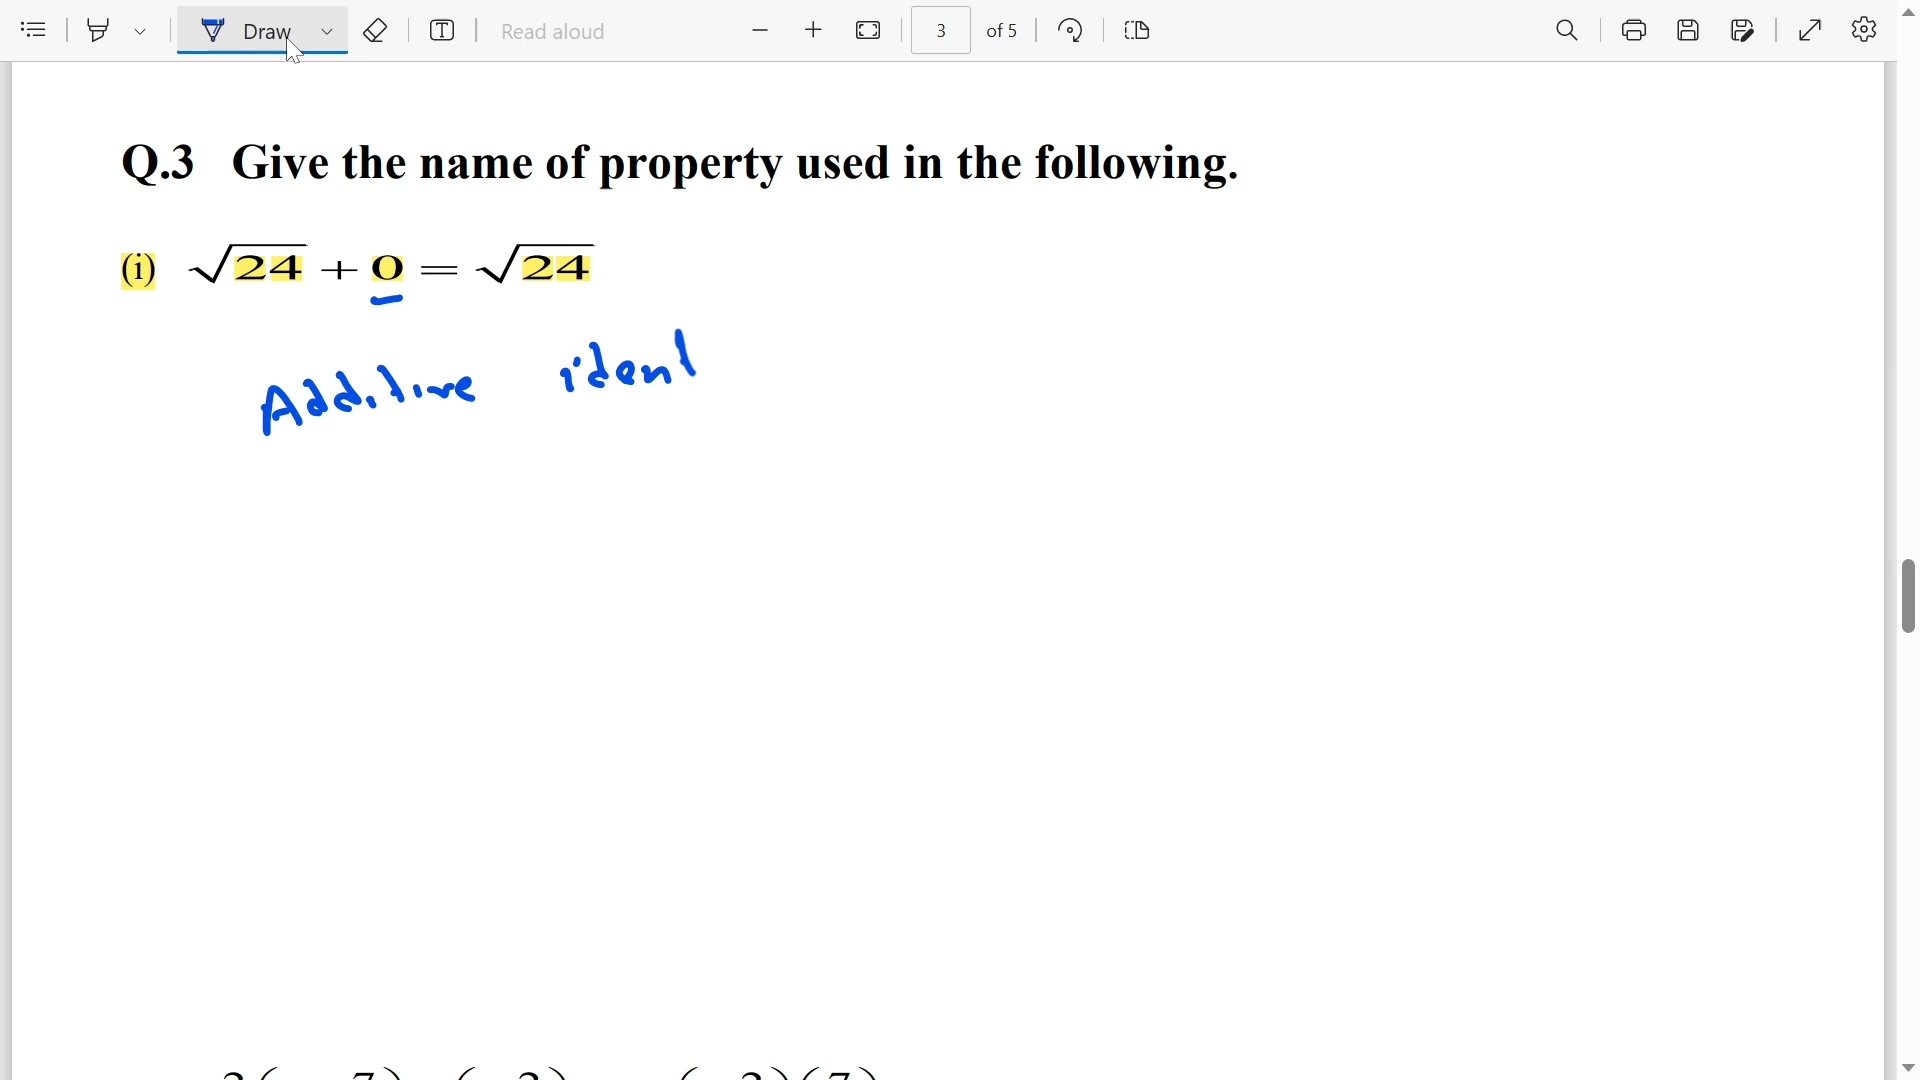 Draw
Read aloud
3 of 5
Q.3 Give the name of property used in the following.
(i) √24 + 0 = √24
Additive ident